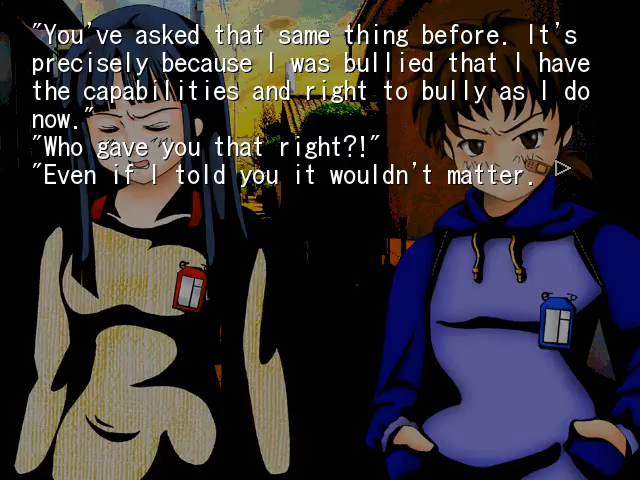 "You've asked that same thing before. It's
precisely because I was bullied that I have
the capabilities and right to bully as I do
now."
"Who gave you that right?!"
"Even if I told you it wouldn't matter.